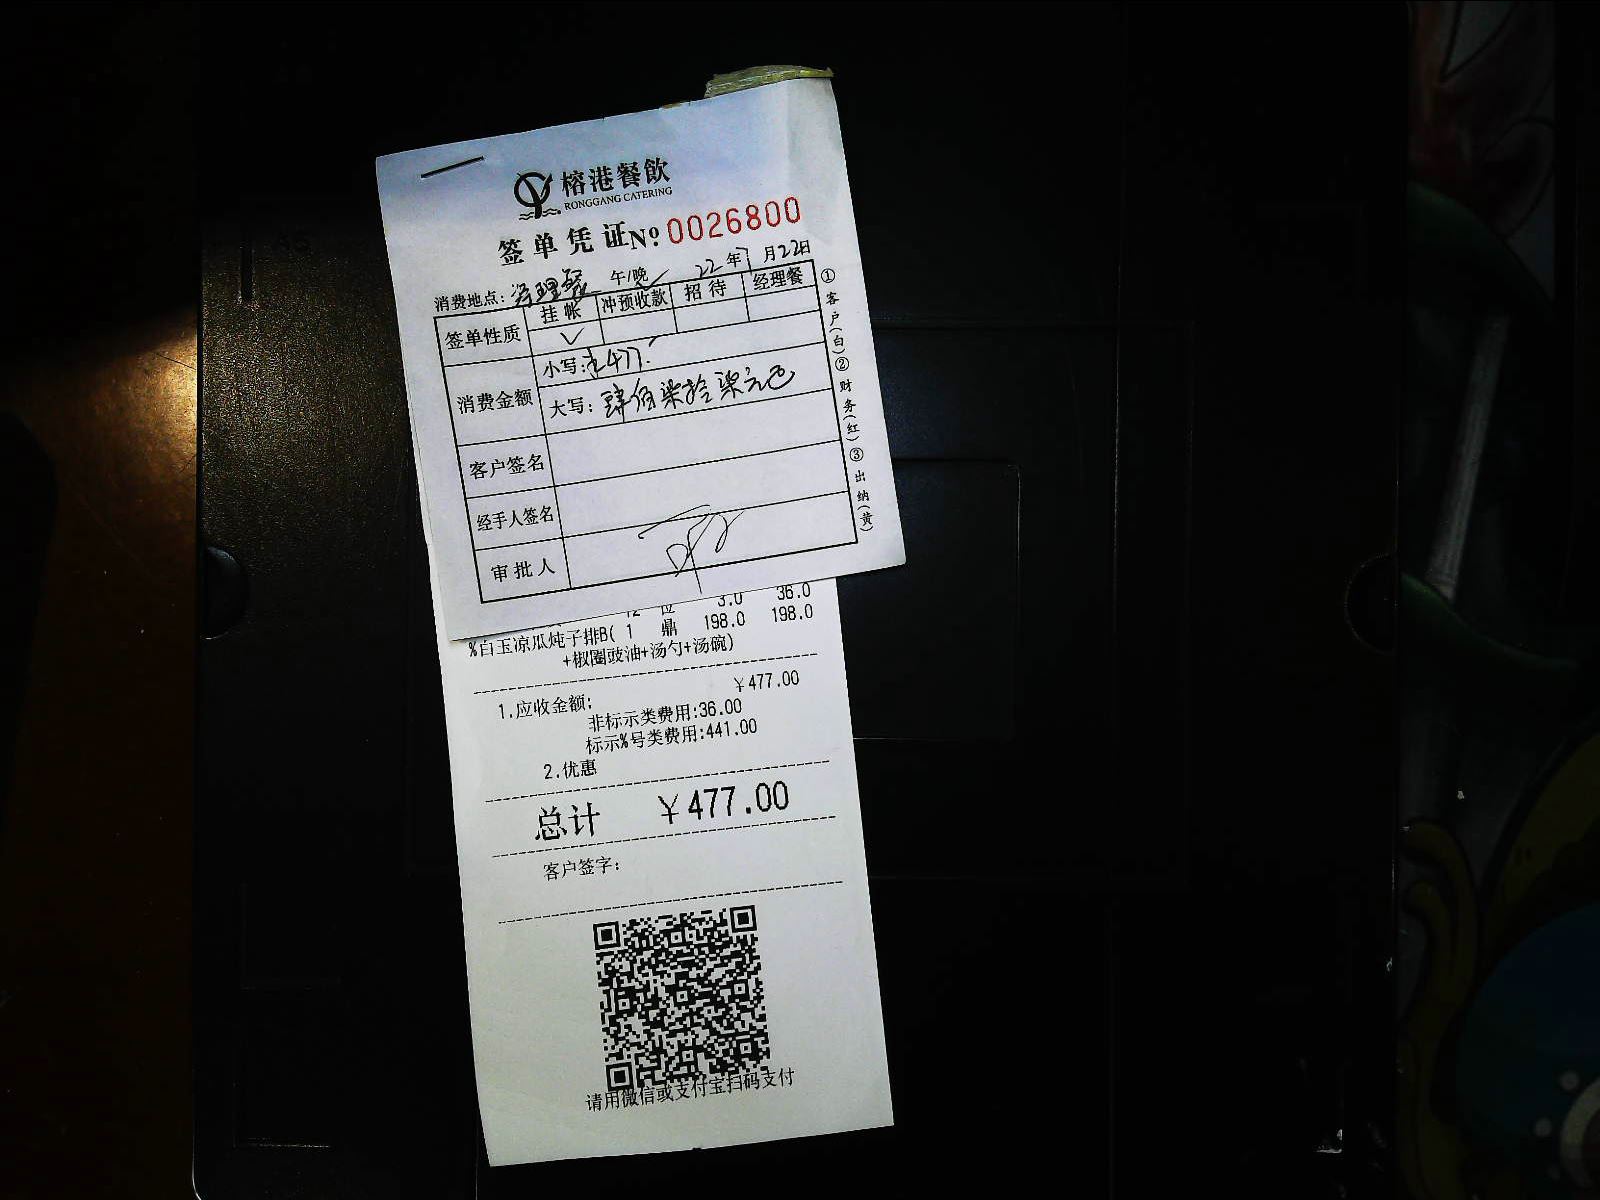 榕港餐飲
RONGGANG CATERING
签单凭证 Nº 0026800
消费地点: 午/晚 22年7月22日
签单性质 挂帐 冲预收款 招待 经理餐
✓
消费金额 小写: ¥477.
大写: 肆佰柒拾柒元
客户签名
经手人签名
审批人
①客户(白)②财务(红)③出纳(黄)
12 位 3.0 36.0
%白玉凉瓜炖子排B( 1 鼎 198.0 198.0
+椒圈豉油+汤勺+汤碗)
1.应收金额: ¥477.00
非标示类费用:36.00
标示%号类费用:441.00
2.优惠
总计 ¥477.00
客户签字:
请用微信或支付宝扫码支付